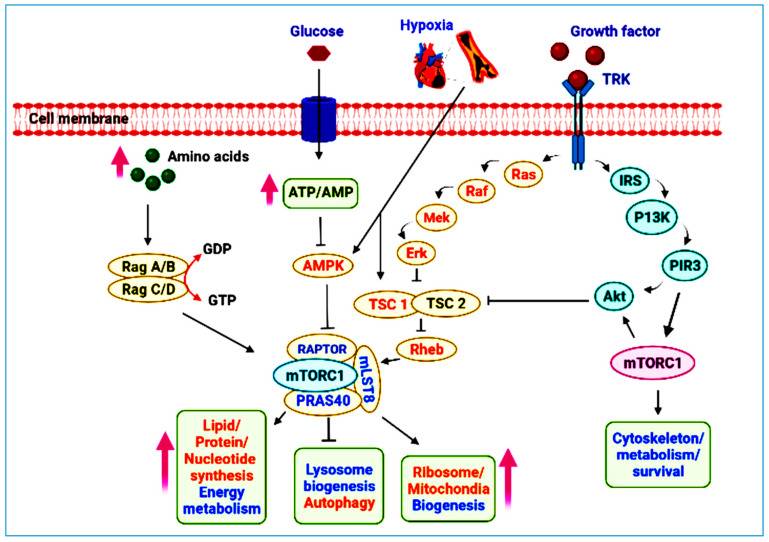 Glucose
Hypoxia
Growth factor
TRK
Cell membrane
Amino acids
ATP/AMP
Ras
Raf
Mek
Erk
IRS
P13K
PIR3
Akt
GDP
Rag A/B
Rag C/D
GTP
AMPK
TSC 1
TSC 2
Rheb
RAPTOR
mTORC1
mLST8
PRAS40
mTORC1
Lipid/
Protein/
Nucleotide
synthesis
Energy
metabolism
Lysosome
biogenesis
Autophagy
Ribosome/
Mitochondia
Biogenesis
Cytoskeleton/
metabolism/
survival